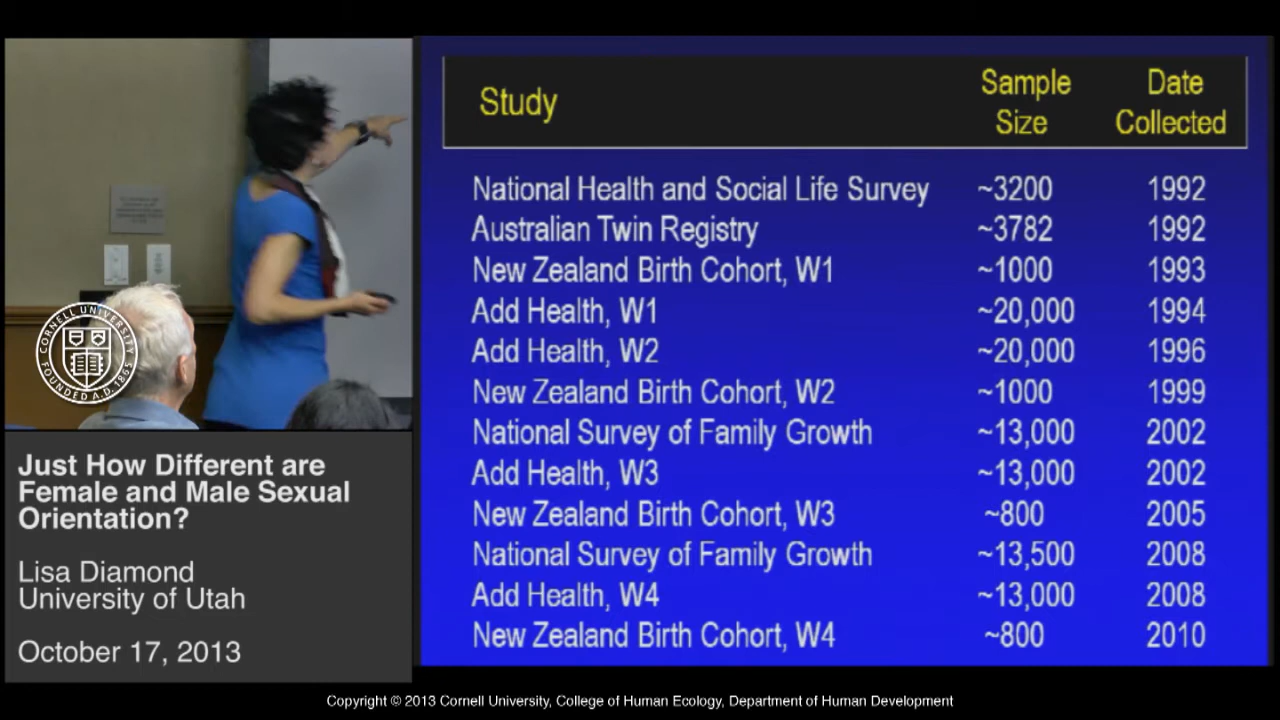 Study Sample Size Date Collected
National Health and Social Life Survey ~3200 1992
Australian Twin Registry ~3782 1992
New Zealand Birth Cohort, W1 ~1000 1993
Add Health, W1 ~20,000 1994
Add Health, W2 ~20,000 1996
New Zealand Birth Cohort, W2 ~1000 1999
National Survey of Family Growth ~13,000 2002
Add Health, W3 ~13,000 2002
New Zealand Birth Cohort, W3 ~800 2005
National Survey of Family Growth ~13,500 2008
Add Health, W4 ~13,000 2008
New Zealand Birth Cohort, W4 ~800 2010
CORNELL UNIVERSITY
FOUNDED A.D. 1865
Just How Different are
Female and Male Sexual
Orientation?
Lisa Diamond
University of Utah
October 17, 2013
Copyright © 2013 Cornell University, College of Human Ecology, Department of Human Development